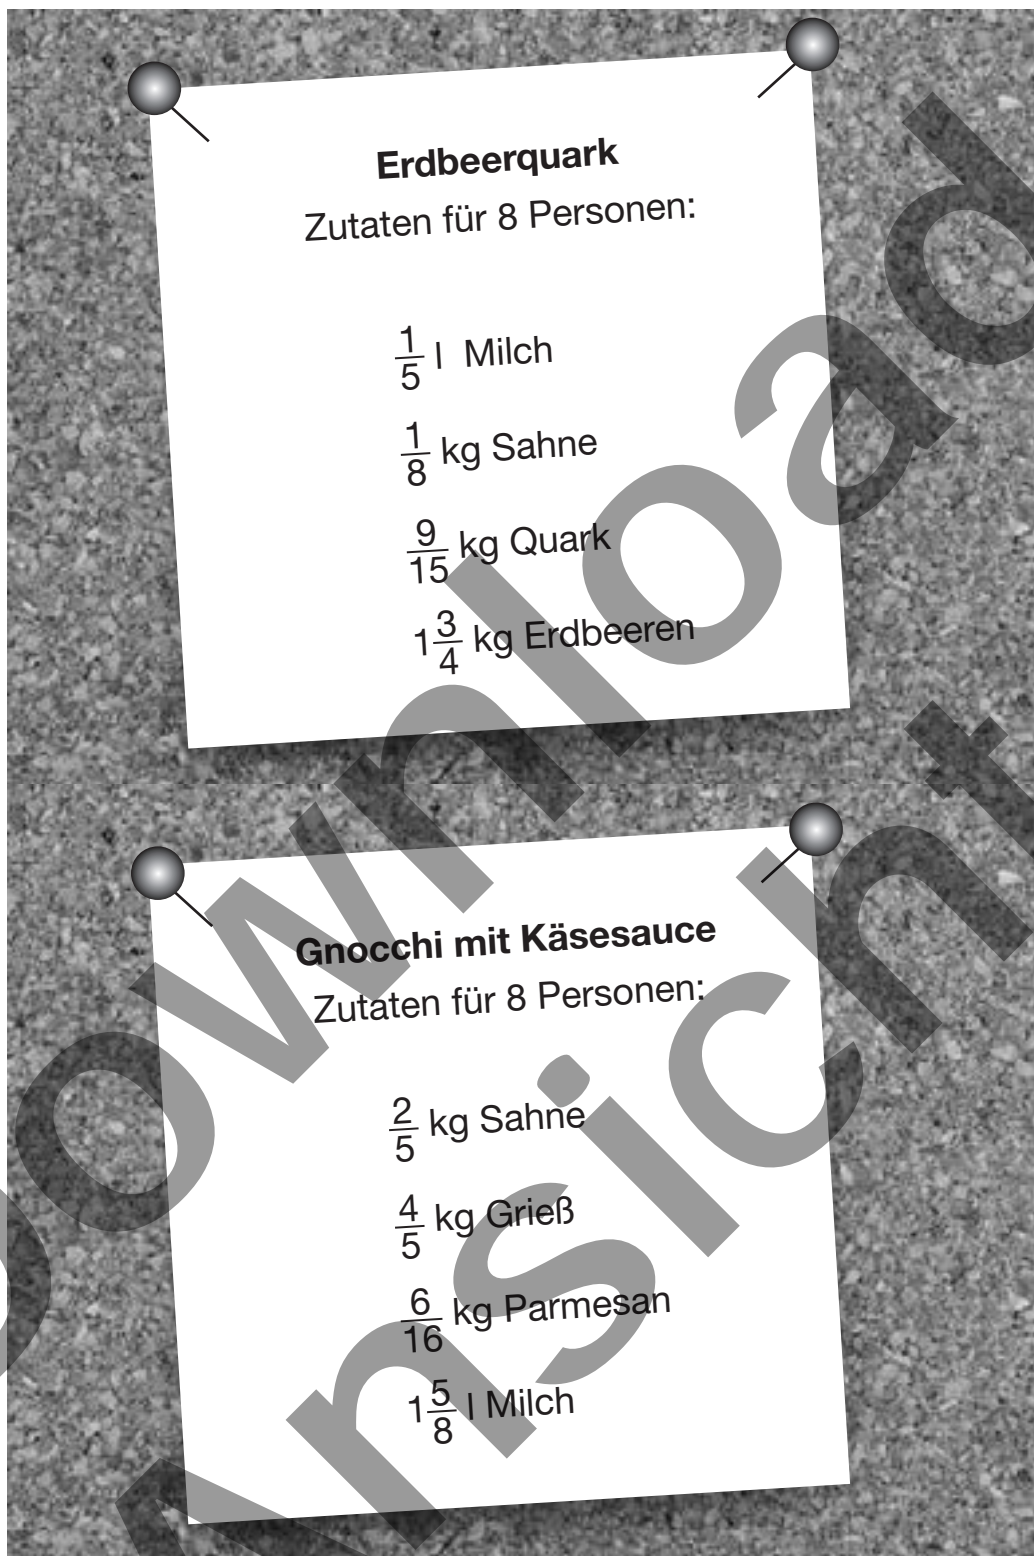 Erdbeerquark
Zutaten für 8 Personen:
1/5 l Milch
1/8 kg Sahne
9/15 kg Quark
1 3/4 kg Erdbeeren
Gnocchi mit Käsesauce
Zutaten für 8 Personen:
2/5 kg Sahne
4/5 kg Grieß
6/16 kg Parmesan
1 5/8 l Milch
Download
Ansicht